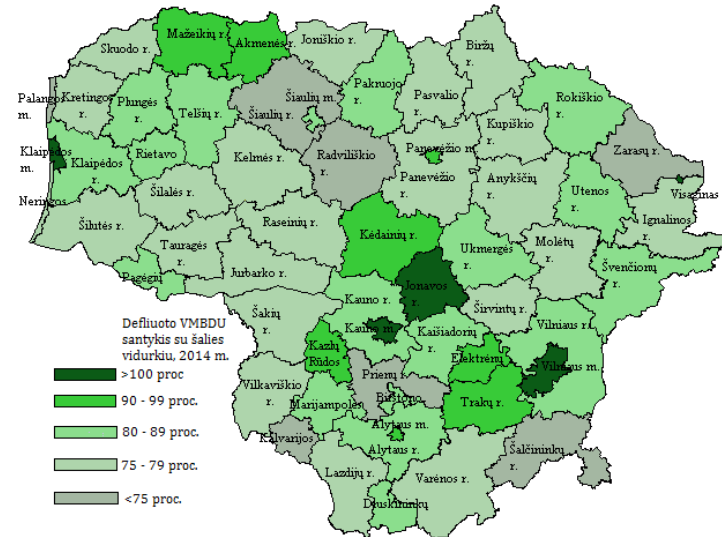 Skuodo r.
Mažeikių r.
Akmenės r.
Joniškio r.
Biržų
r.
Palangos
m.
Kretingos
r.
Plungės
r.
Telšių r.
Šiaulių m.
Šiaulių r.
Pakruojo
r.
Pasvalio
r.
Rokiškio
r.
Kupiškio
r.
Klaipėdos
m.
Klaipėdos
r.
Rietavo
Kelmės r.
Radviliškio
r.
Panevėžio m
Panevėžio
r.
Anykščių
r.
Zarasų r.
Utenos
r.
Visaginas
Ignalinos
r.
Neringos
Šilalės r.
Šilutės r.
Tauragės
r.
Raseinių r.
Kėdainių r.
Ukmergės
r.
Molėtų
r.
Švenčionų
r.
Pagėgių
Jurbarko r.
Jonavos
r.
Širvintų r.
Šakių
r.
Kauno r.
Kauno m.
Kaišiadorių
r.
Vilniaus r.
Vilniaus m.
Defliuoto VMBDU
santykis su šalies
vidurkiu, 2014 m.
>100 proc
90 - 99 proc.
80 - 89 proc.
75 - 79 proc.
<75 proc.
Kazlų
Rūdos
Elektrėnų
Prienų r.
Birštono
Trakų r.
Vilkaviškio
r.
Marijampolės
Kalvarijos
Alytaus m.
Alytaus r.
Šalčininkų
r.
Lazdijų r.
Varėnos r.
Druskininkų